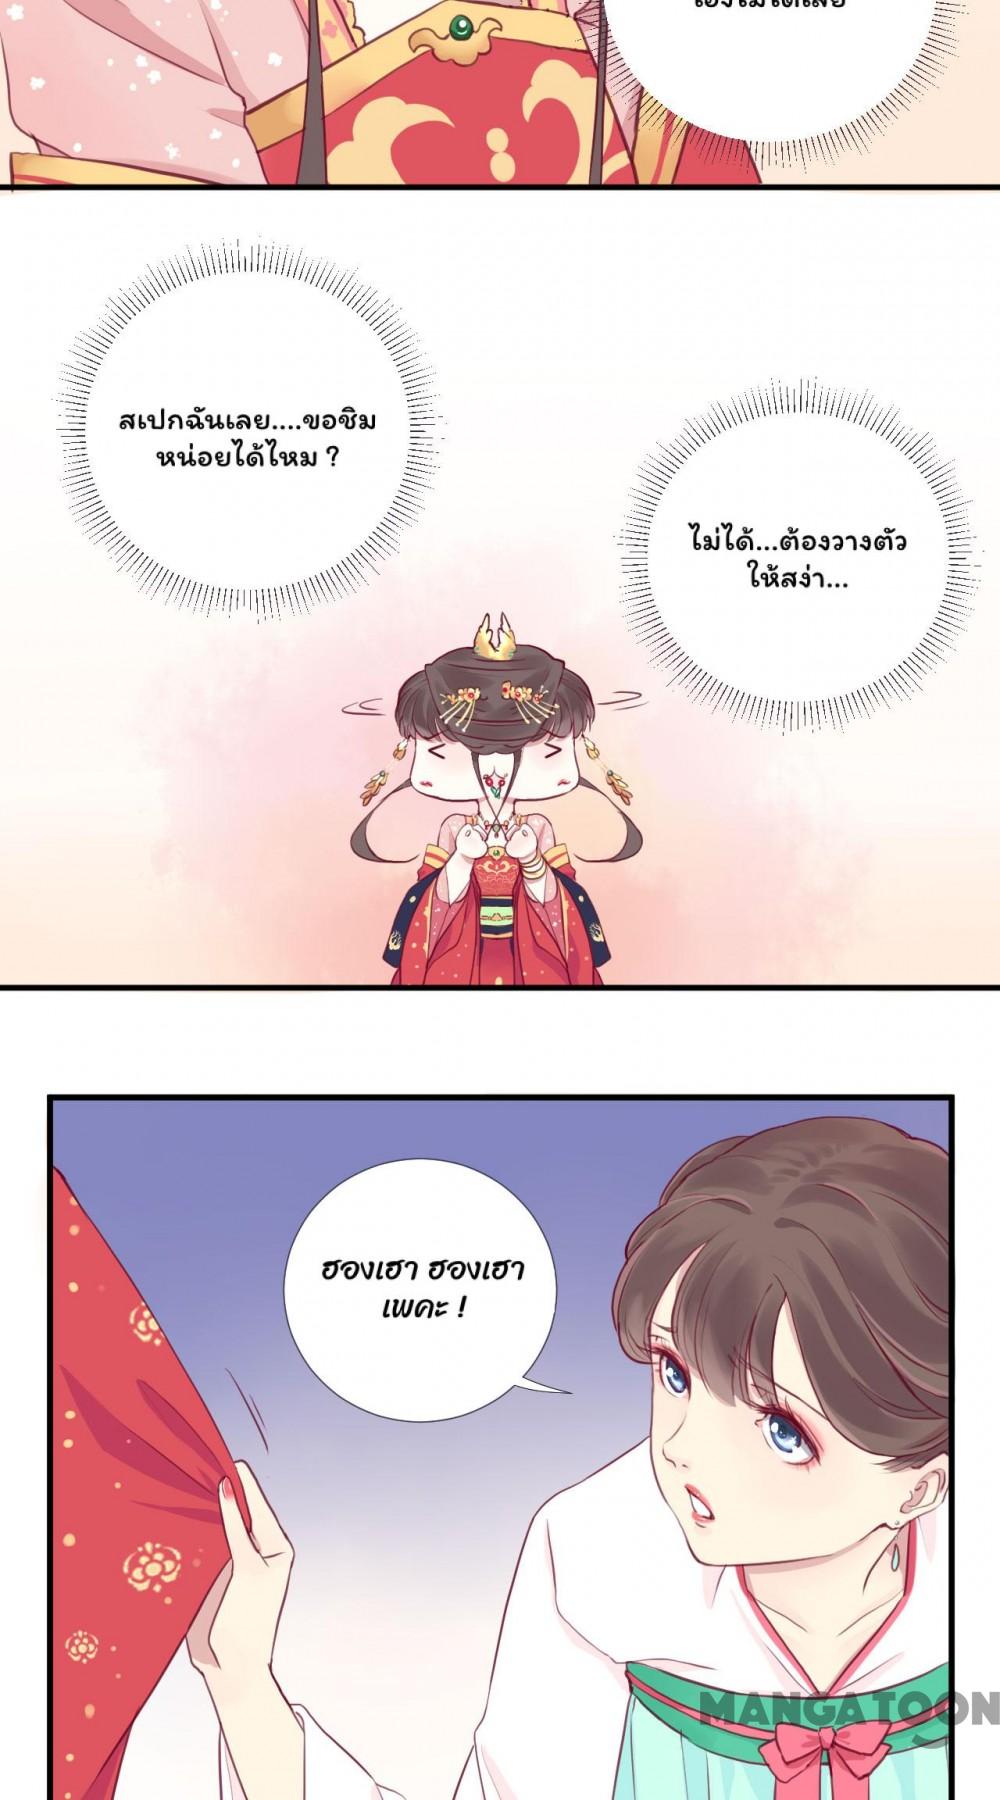 สเปกฉันเลย....ขอชิม
หน่อยได้ไหม ?
ไม่ได้...ต้องวางตัว
ให้สง่า...
ฮองเฮา ฮองเฮา
เพคะ !
MANGATOON